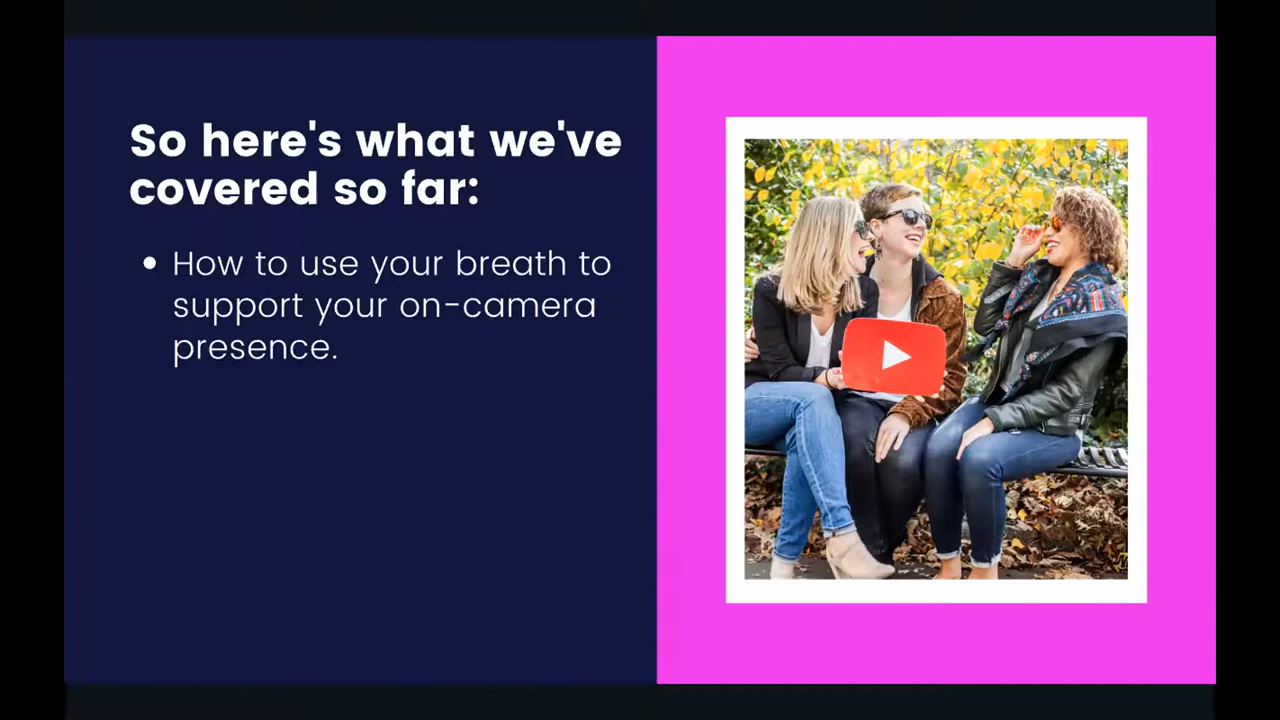 So here's what we've
covered so far:
How to use your breath to
support your on-camera
presence.